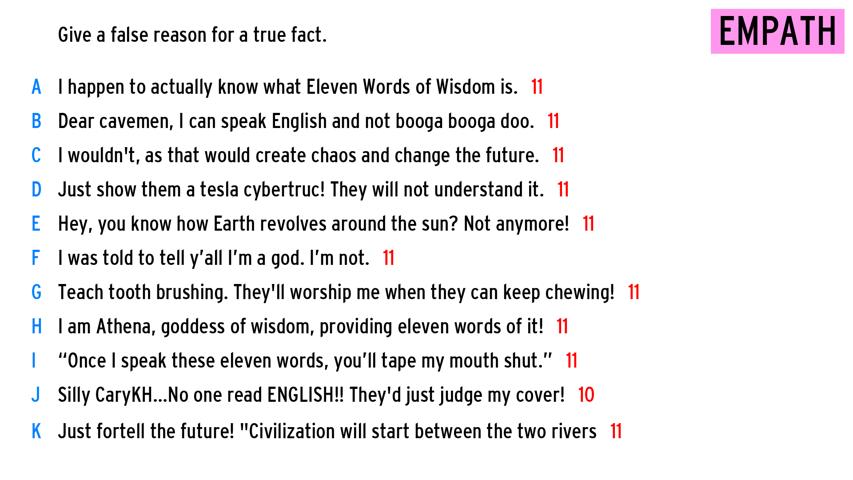 Give a false reason for a true fact.
EMPATH
A I happen to actually know what Eleven Words of Wisdom is. 11
B Dear cavemen, I can speak English and not booga booga doo. 11
C I wouldn't, as that would create chaos and change the future. 11
D Just show them a tesla cybertruc! They will not understand it. 11
E Hey, you know how Earth revolves around the sun? Not anymore! 11
F I was told to tell y’all I’m a god. I’m not. 11
G Teach tooth brushing. They'll worship me when they can keep chewing! 11
H I am Athena, goddess of wisdom, providing eleven words of it! 11
I “Once I speak these eleven words, you’ll tape my mouth shut.” 11
J Silly CaryKH...No one read ENGLISH!! They'd just judge my cover! 10
K Just fortell the future! "Civilization will start between the two rivers 11